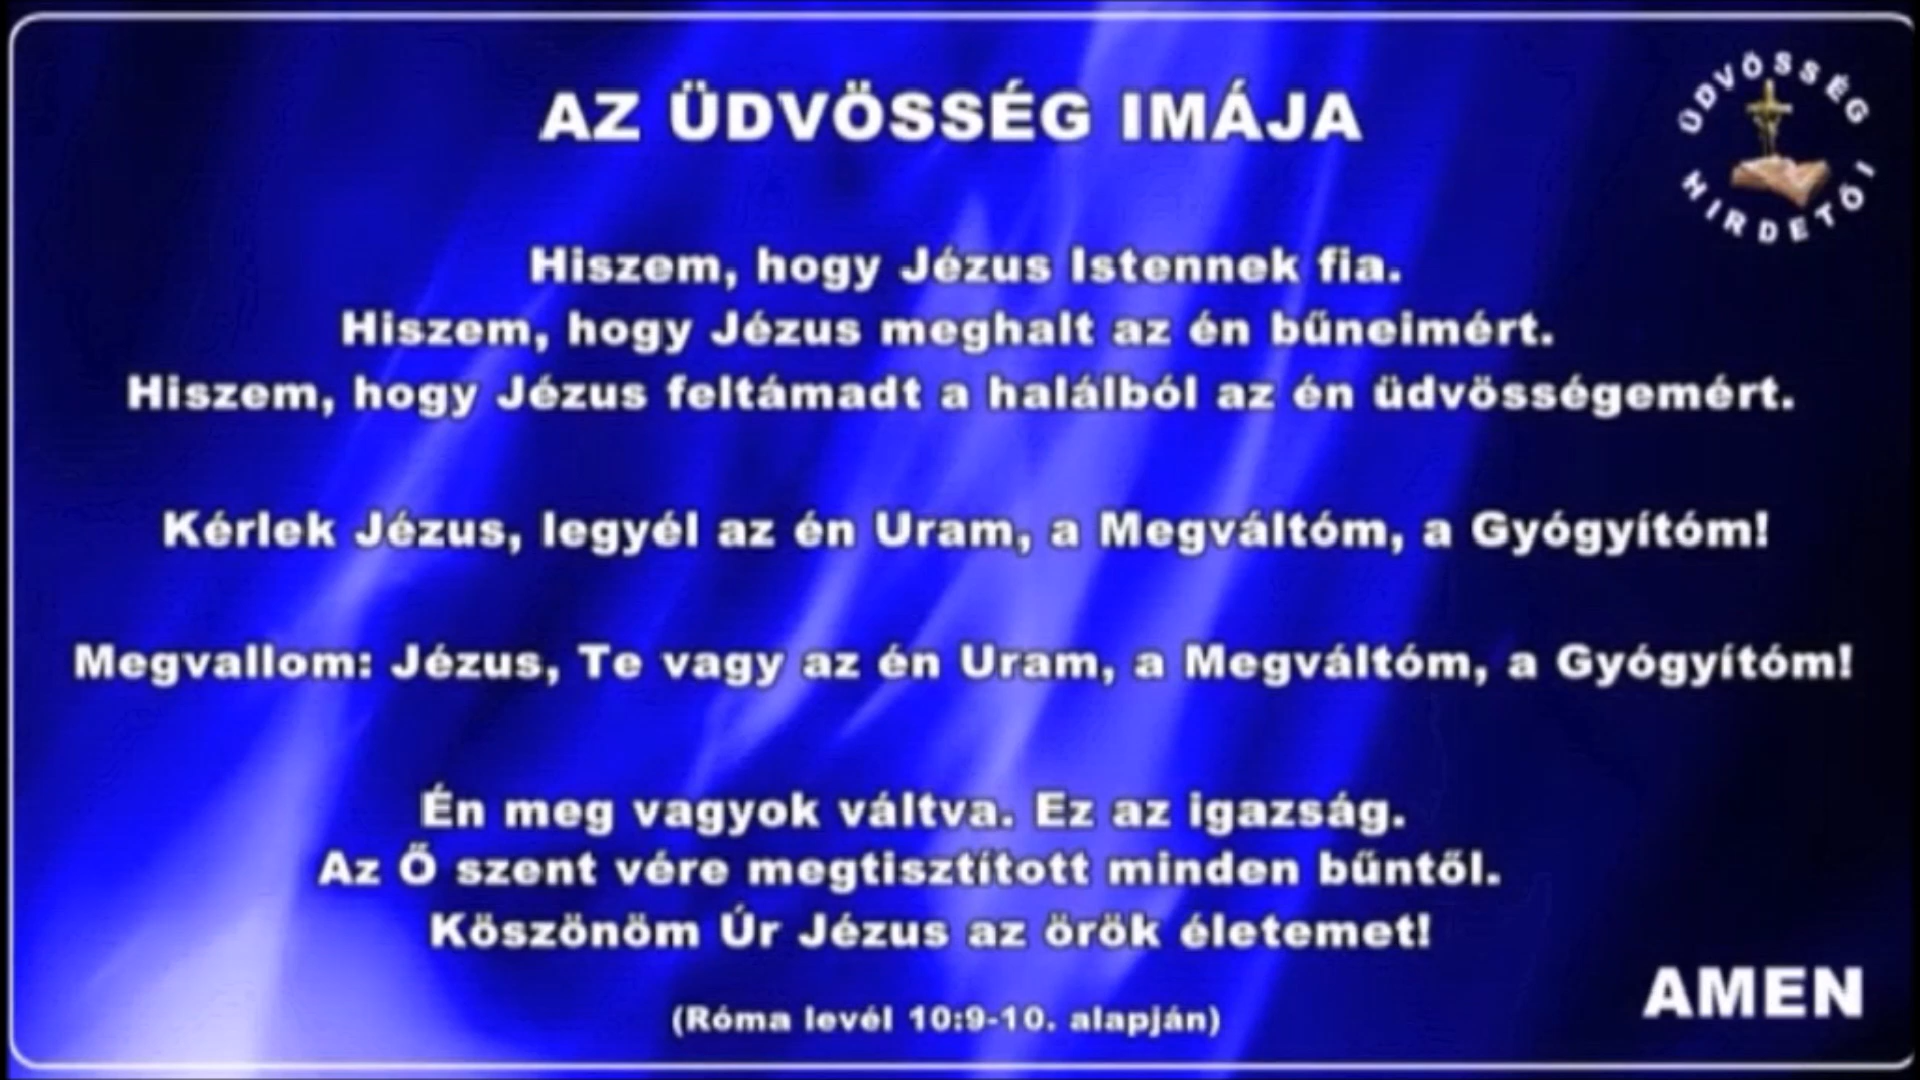 AZ ÜDVÖSSÉG IMÁJA
ÜDVÖSSÉG
HIRDETŐI
Hiszem, hogy Jézus Istennek fia.
Hiszem, hogy Jézus meghalt az én bűneimért.
Hiszem, hogy Jézus feltámadt a halálból az én üdvösségemért.
Kérlek Jézus, legyél az én Uram, a Megváltóm, a Gyógyítóm!
Megvallom: Jézus, Te vagy az én Uram, a Megváltóm, a Gyógyítóm!
Én meg vagyok váltva. Ez az igazság.
Az Ő szent vére megtisztított minden bűntől.
Köszönöm Úr Jézus az örök életemet!
AMEN
(Róma levél 10:9-10. alapján)